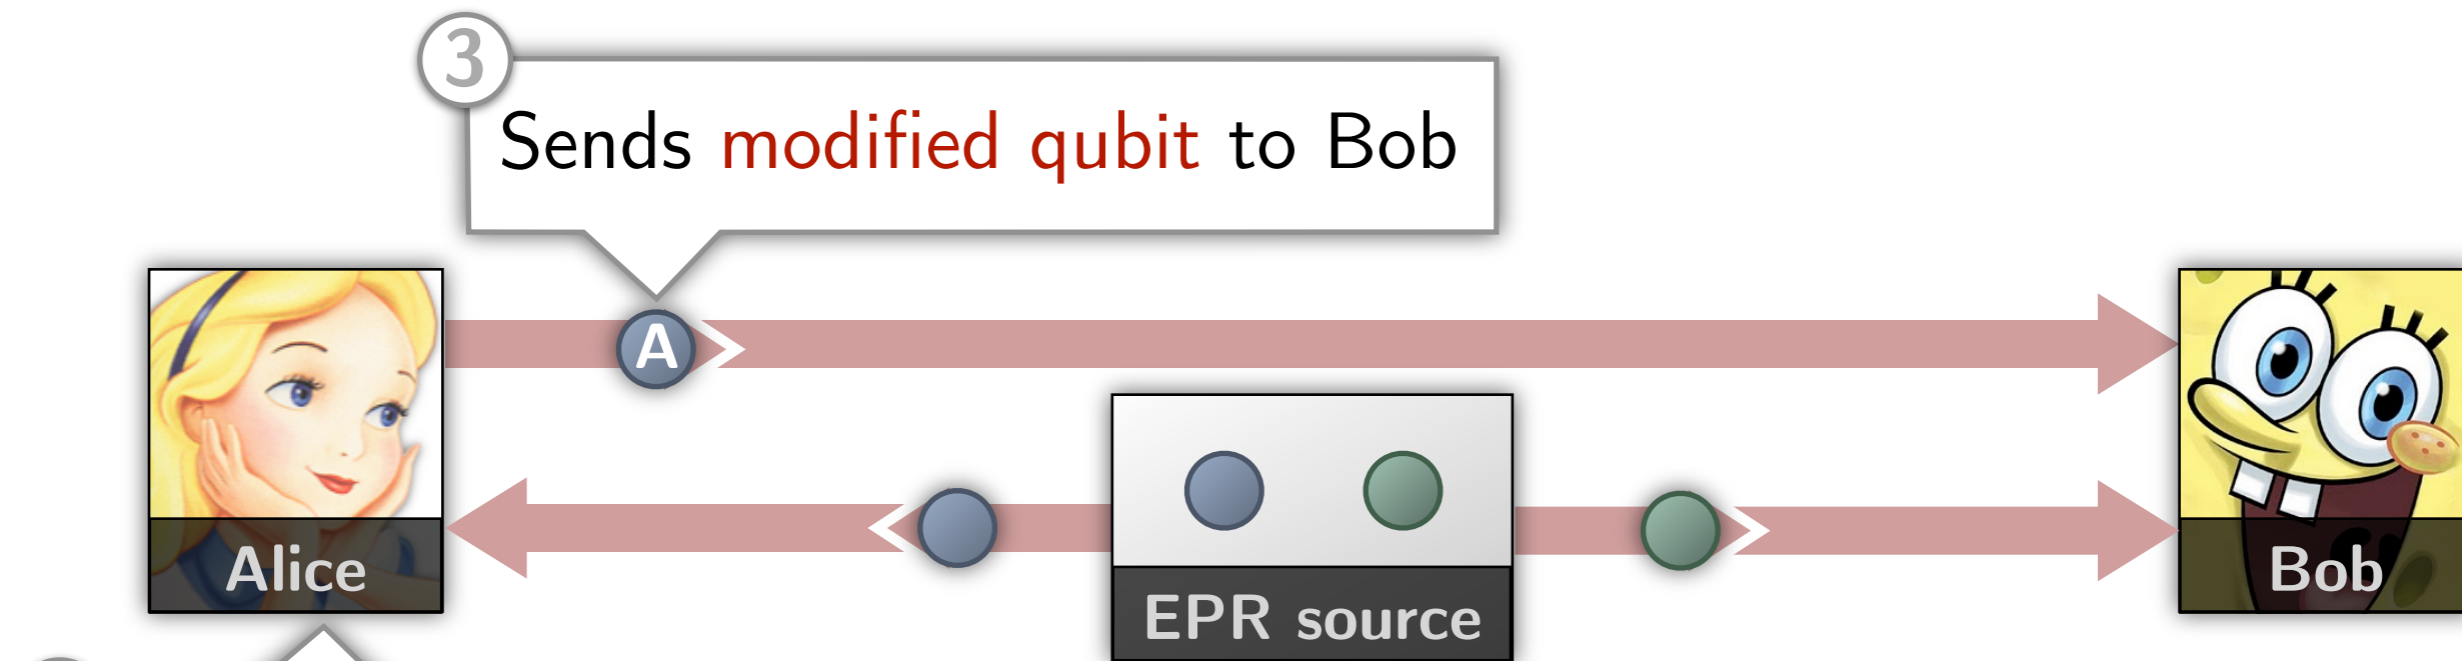 3
Sends modified qubit to Bob
A
Alice
EPR source
Bob